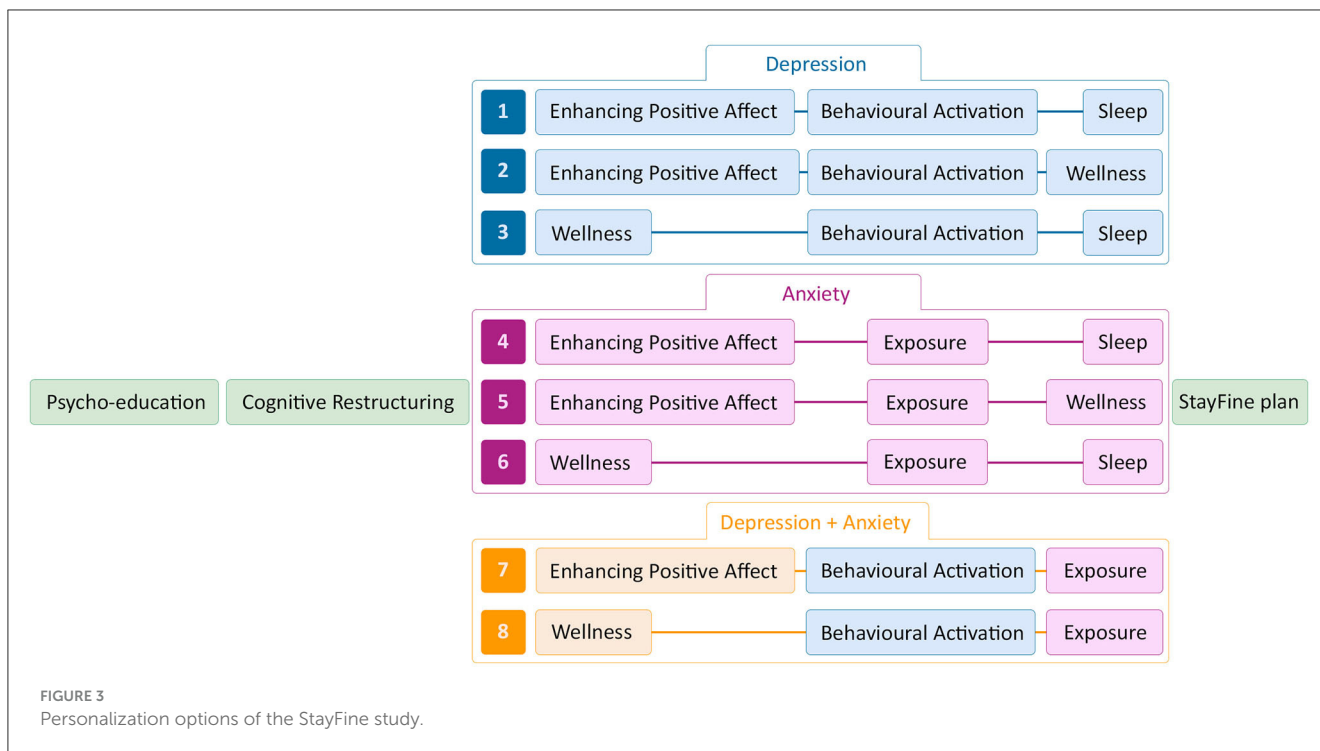 Depression
1 Enhancing Positive Affect Behavioural Activation Sleep
2 Enhancing Positive Affect Behavioural Activation Wellness
3 Wellness Behavioural Activation Sleep
Anxiety
4 Enhancing Positive Affect Exposure Sleep
Psycho-education Cognitive Restructuring 5 Enhancing Positive Affect Exposure Wellness StayFine plan
6 Wellness Exposure Sleep
Depression + Anxiety
7 Enhancing Positive Affect Behavioural Activation Exposure
8 Wellness Behavioural Activation Exposure
FIGURE 3
Personalization options of the StayFine study.